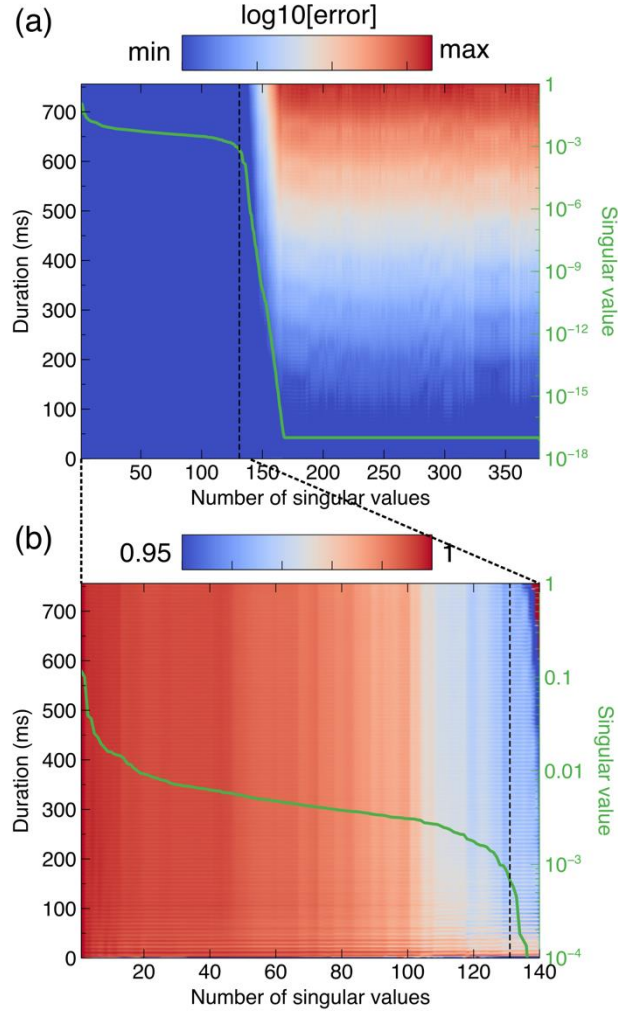 (a)
log10[error]
min max
700
600
500
400
300
200
100
0
Duration (ms)
50 100 150 200 250 300 350
Number of singular values
1
10⁻³
10⁻⁶
10⁻⁹
10⁻¹²
10⁻¹⁵
10⁻¹⁸
Singular value
(b)
0.95 1
700
600
500
400
300
200
100
0
Duration (ms)
20 40 60 80 100 120 140
Number of singular values
1
0.1
0.01
10⁻³
10⁻⁴
Singular value